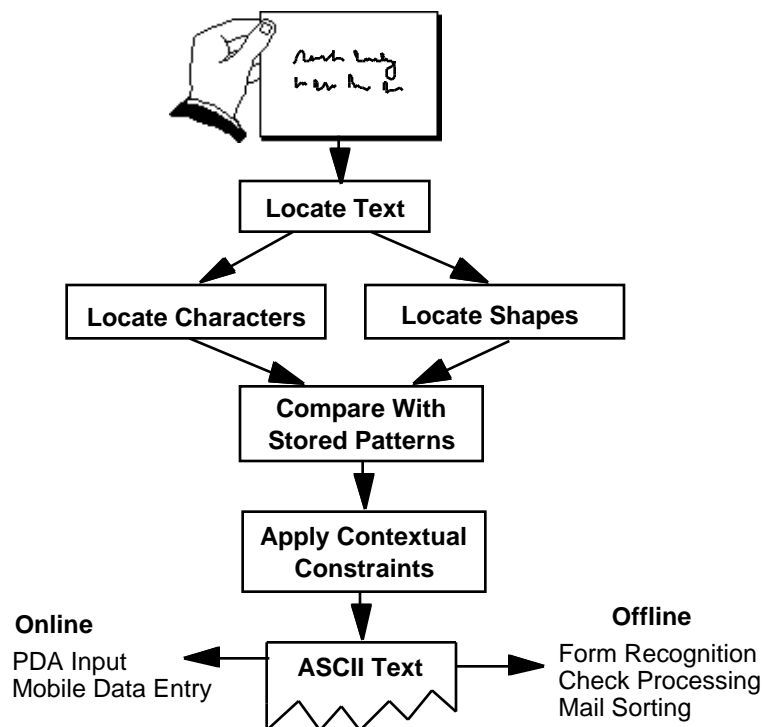 Locate Text
Locate Characters
Locate Shapes
Compare With
Stored Patterns
Apply Contextual
Constraints
Online
PDA Input
Mobile Data Entry
ASCII Text
Offline
Form Recognition
Check Processing
Mail Sorting